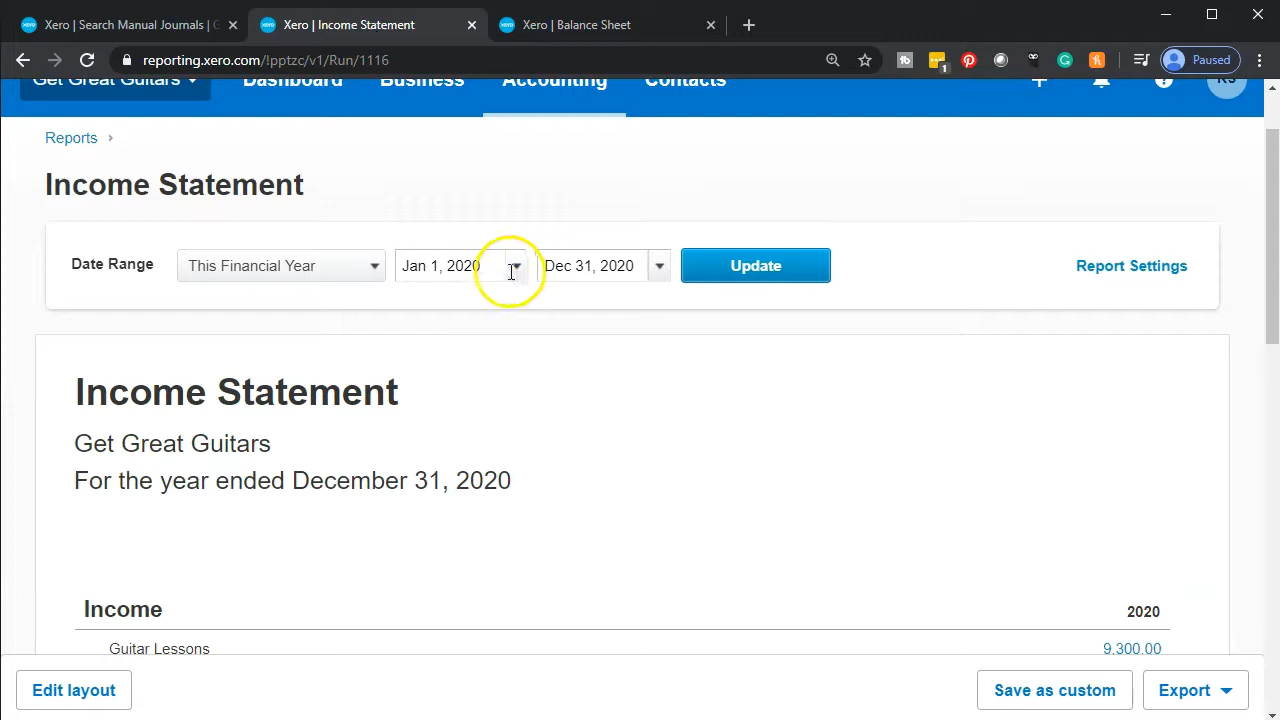 Xero | Search Manual Journals |
Xero | Income Statement
Xero | Balance Sheet
reporting.xero.com/!pptzc/v1/Run/1116
1
Paused
Get Great Guitars
Dashboard
Business
Accounting
Contacts
Reports
Income Statement
Date Range
This Financial Year
Jan 1, 2020
Dec 31, 2020
Update
Report Settings
Income Statement
Get Great Guitars
For the year ended December 31, 2020
Income
2020
Guitar Lessons
9,300.00
Edit layout
Save as custom
Export